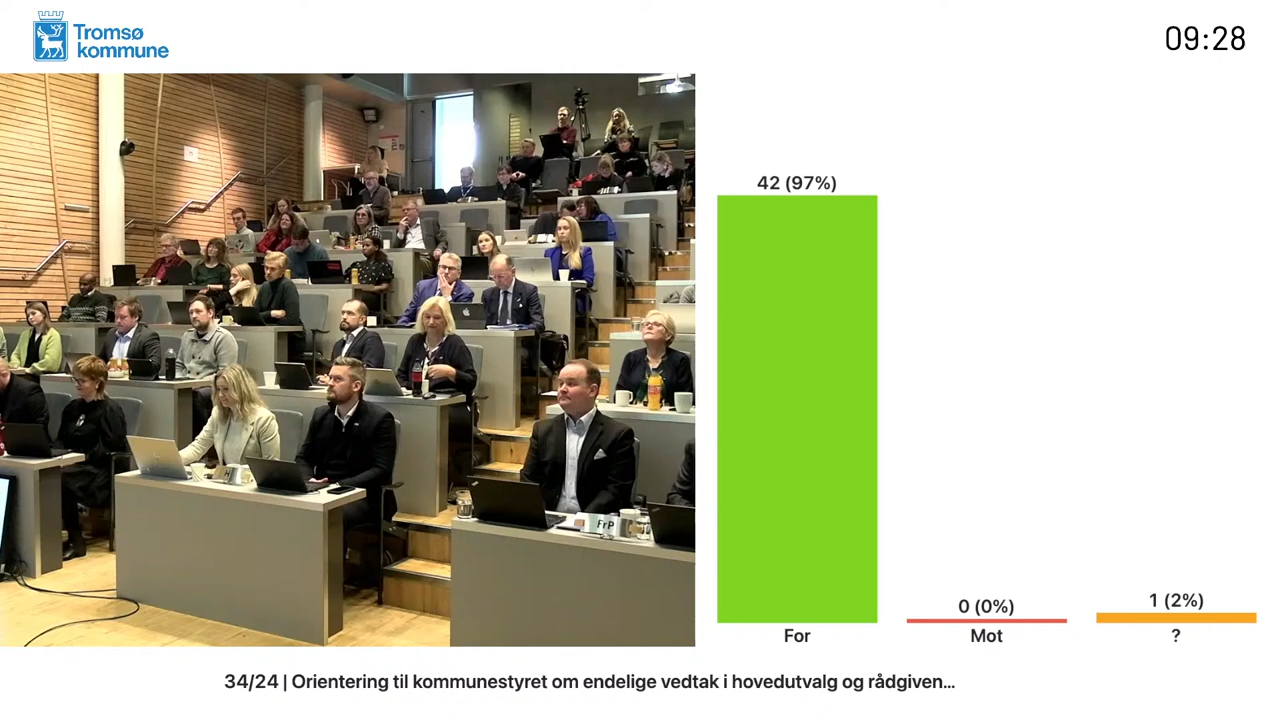 Tromsø
kommune
09:28
42 (97%)
0 (0%)
1 (2%)
For
Mot
?
H
FrP
34/24 | Orientering til kommunestyret om endelige vedtak i hovedutvalg og rådgiven...